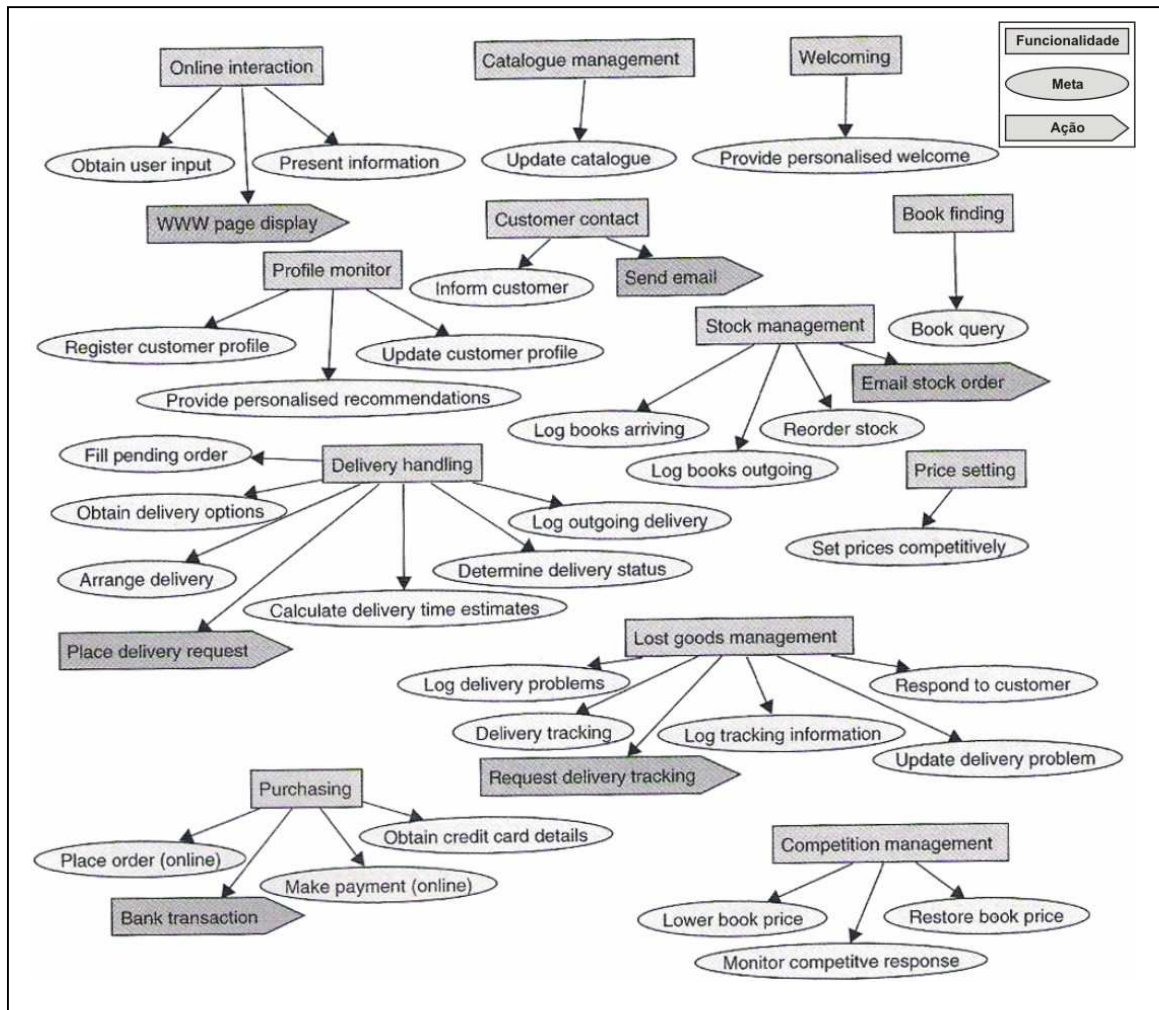 Online interaction
Catalogue management
Welcoming
Funcionalidade
Meta
Ação
Obtain user input
Present information
Update catalogue
Provide personalised welcome
WWW page display
Customer contact
Book finding
Profile monitor
Inform customer
Send email
Stock management
Book query
Register customer profile
Update customer profile
Provide personalised recommendations
Email stock order
Log books arriving
Reorder stock
Log books outgoing
Fill pending order
Delivery handling
Price setting
Obtain delivery options
Log outgoing delivery
Set prices competitively
Arrange delivery
Determine delivery status
Calculate delivery time estimates
Place delivery request
Lost goods management
Log delivery problems
Respond to customer
Delivery tracking
Log tracking information
Update delivery problem
Request delivery tracking
Purchasing
Obtain credit card details
Place order (online)
Make payment (online)
Bank transaction
Competition management
Lower book price
Restore book price
Monitor competitve response